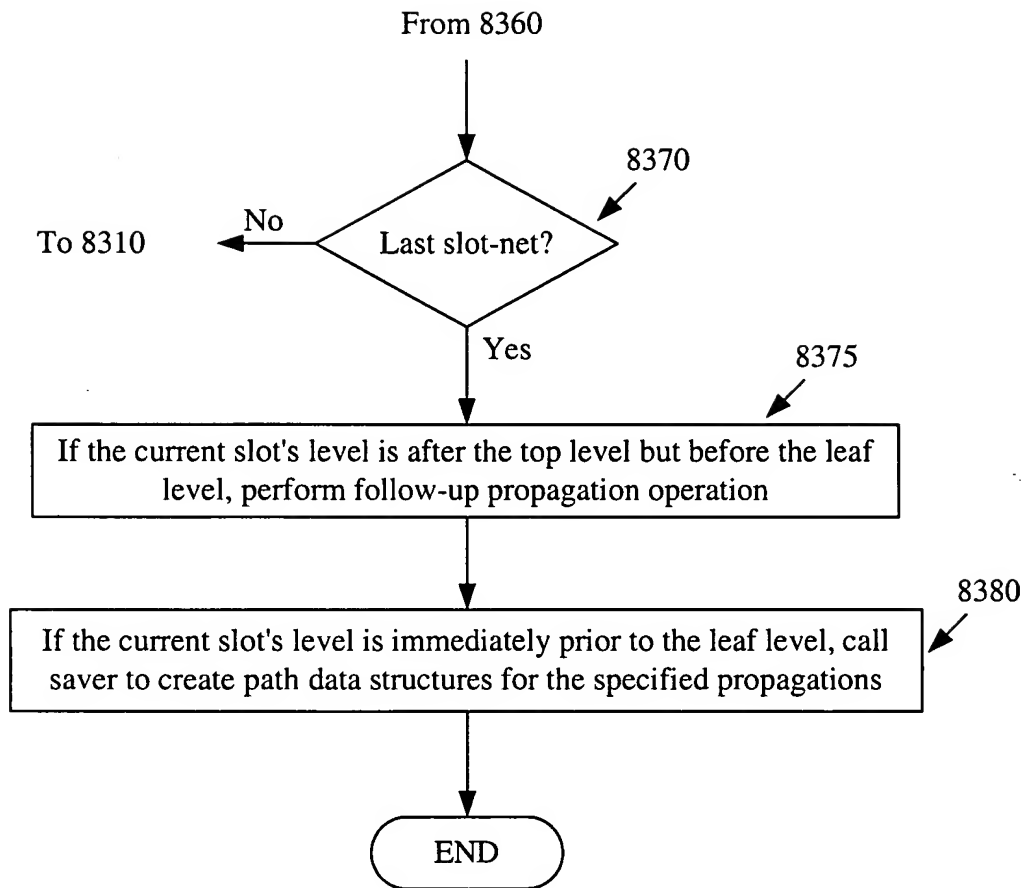 From 8360
8370
No
To 8310
Last slot-net?
Yes
8375
If the current slot's level is after the top level but before the leaf
level, perform follow-up propagation operation
8380
If the current slot's level is immediately prior to the leaf level, call
saver to create path data structures for the specified propagations
END